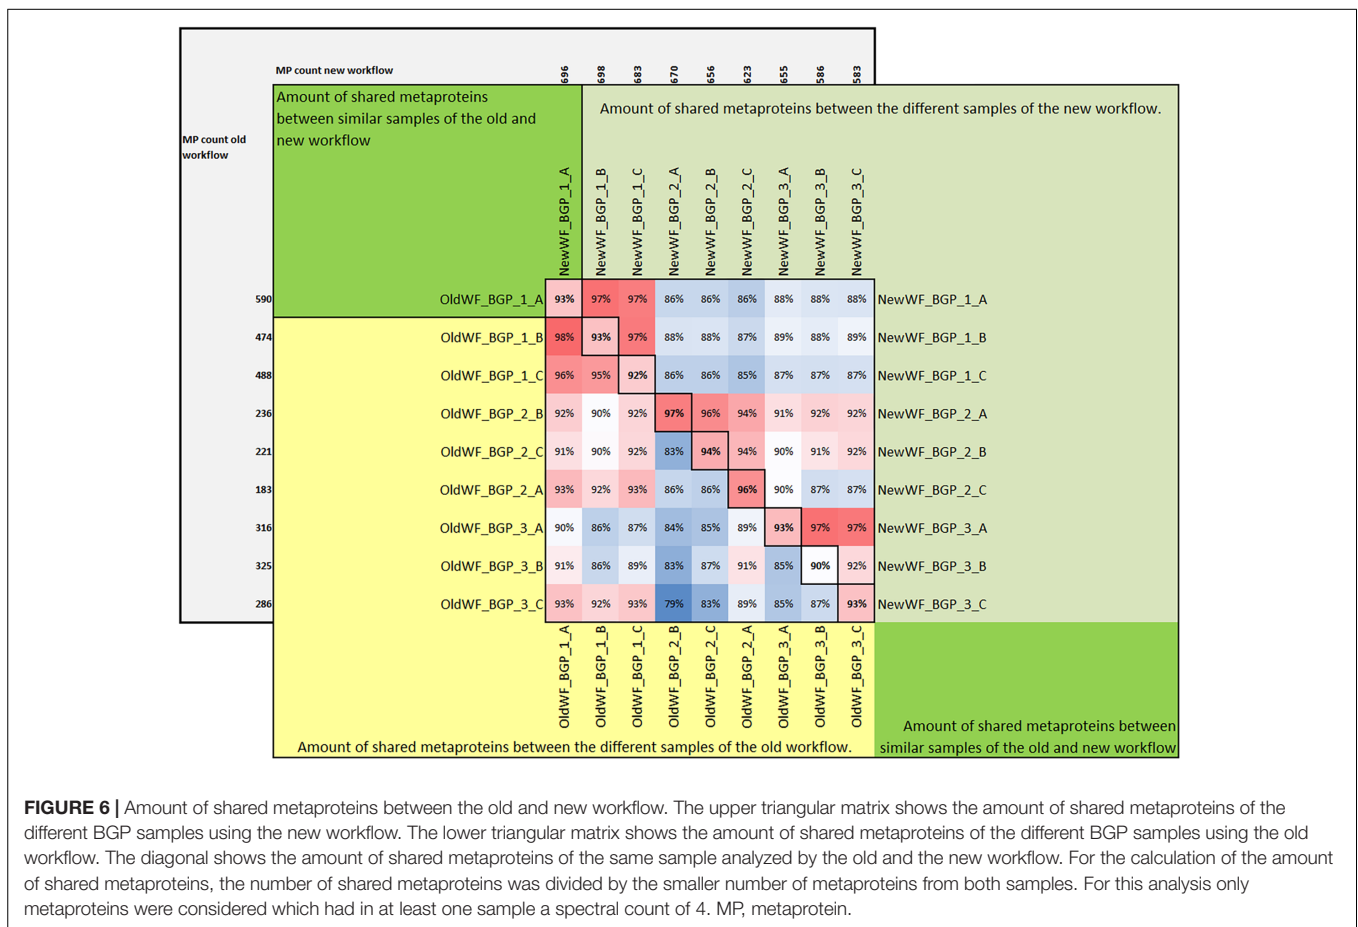 MP count new workflow
696 698 683 670 656 623 655 586 583
Amount of shared metaproteins
between similar samples of the old and
new workflow
Amount of shared metaproteins between the different samples of the new workflow.
MP count old
workflow
NewWF_BGP_1_A NewWF_BGP_1_B NewWF_BGP_1_C NewWF_BGP_2_A NewWF_BGP_2_B NewWF_BGP_2_C NewWF_BGP_3_A NewWF_BGP_3_B NewWF_BGP_3_C
590 OldWF_BGP_1_A 93% 97% 97% 86% 86% 86% 88% 88% 88% NewWF_BGP_1_A
474 OldWF_BGP_1_B 98% 93% 97% 88% 88% 87% 89% 88% 89% NewWF_BGP_1_B
488 OldWF_BGP_1_C 96% 95% 92% 86% 86% 85% 87% 87% 87% NewWF_BGP_1_C
236 OldWF_BGP_2_B 92% 90% 92% 97% 96% 94% 91% 92% 92% NewWF_BGP_2_A
221 OldWF_BGP_2_C 91% 90% 92% 83% 94% 94% 90% 91% 92% NewWF_BGP_2_B
183 OldWF_BGP_2_A 93% 92% 93% 86% 86% 96% 90% 87% 87% NewWF_BGP_2_C
316 OldWF_BGP_3_A 90% 86% 87% 84% 85% 89% 93% 97% 97% NewWF_BGP_3_A
325 OldWF_BGP_3_B 91% 86% 89% 83% 87% 91% 85% 90% 92% NewWF_BGP_3_B
286 OldWF_BGP_3_C 93% 92% 93% 79% 83% 89% 85% 87% 93% NewWF_BGP_3_C
OldWF_BGP_1_A OldWF_BGP_1_B OldWF_BGP_1_C OldWF_BGP_2_B OldWF_BGP_2_C OldWF_BGP_2_A OldWF_BGP_3_A OldWF_BGP_3_B OldWF_BGP_3_C
Amount of shared metaproteins between the different samples of the old workflow.
Amount of shared metaproteins between
similar samples of the old and new workflow
FIGURE 6 | Amount of shared metaproteins between the old and new workflow. The upper triangular matrix shows the amount of shared metaproteins of the
different BGP samples using the new workflow. The lower triangular matrix shows the amount of shared metaproteins of the different BGP samples using the old
workflow. The diagonal shows the amount of shared metaproteins of the same sample analyzed by the old and the new workflow. For the calculation of the amount
of shared metaproteins, the number of shared metaproteins was divided by the smaller number of metaproteins from both samples. For this analysis only
metaproteins were considered which had in at least one sample a spectral count of 4. MP, metaprotein.